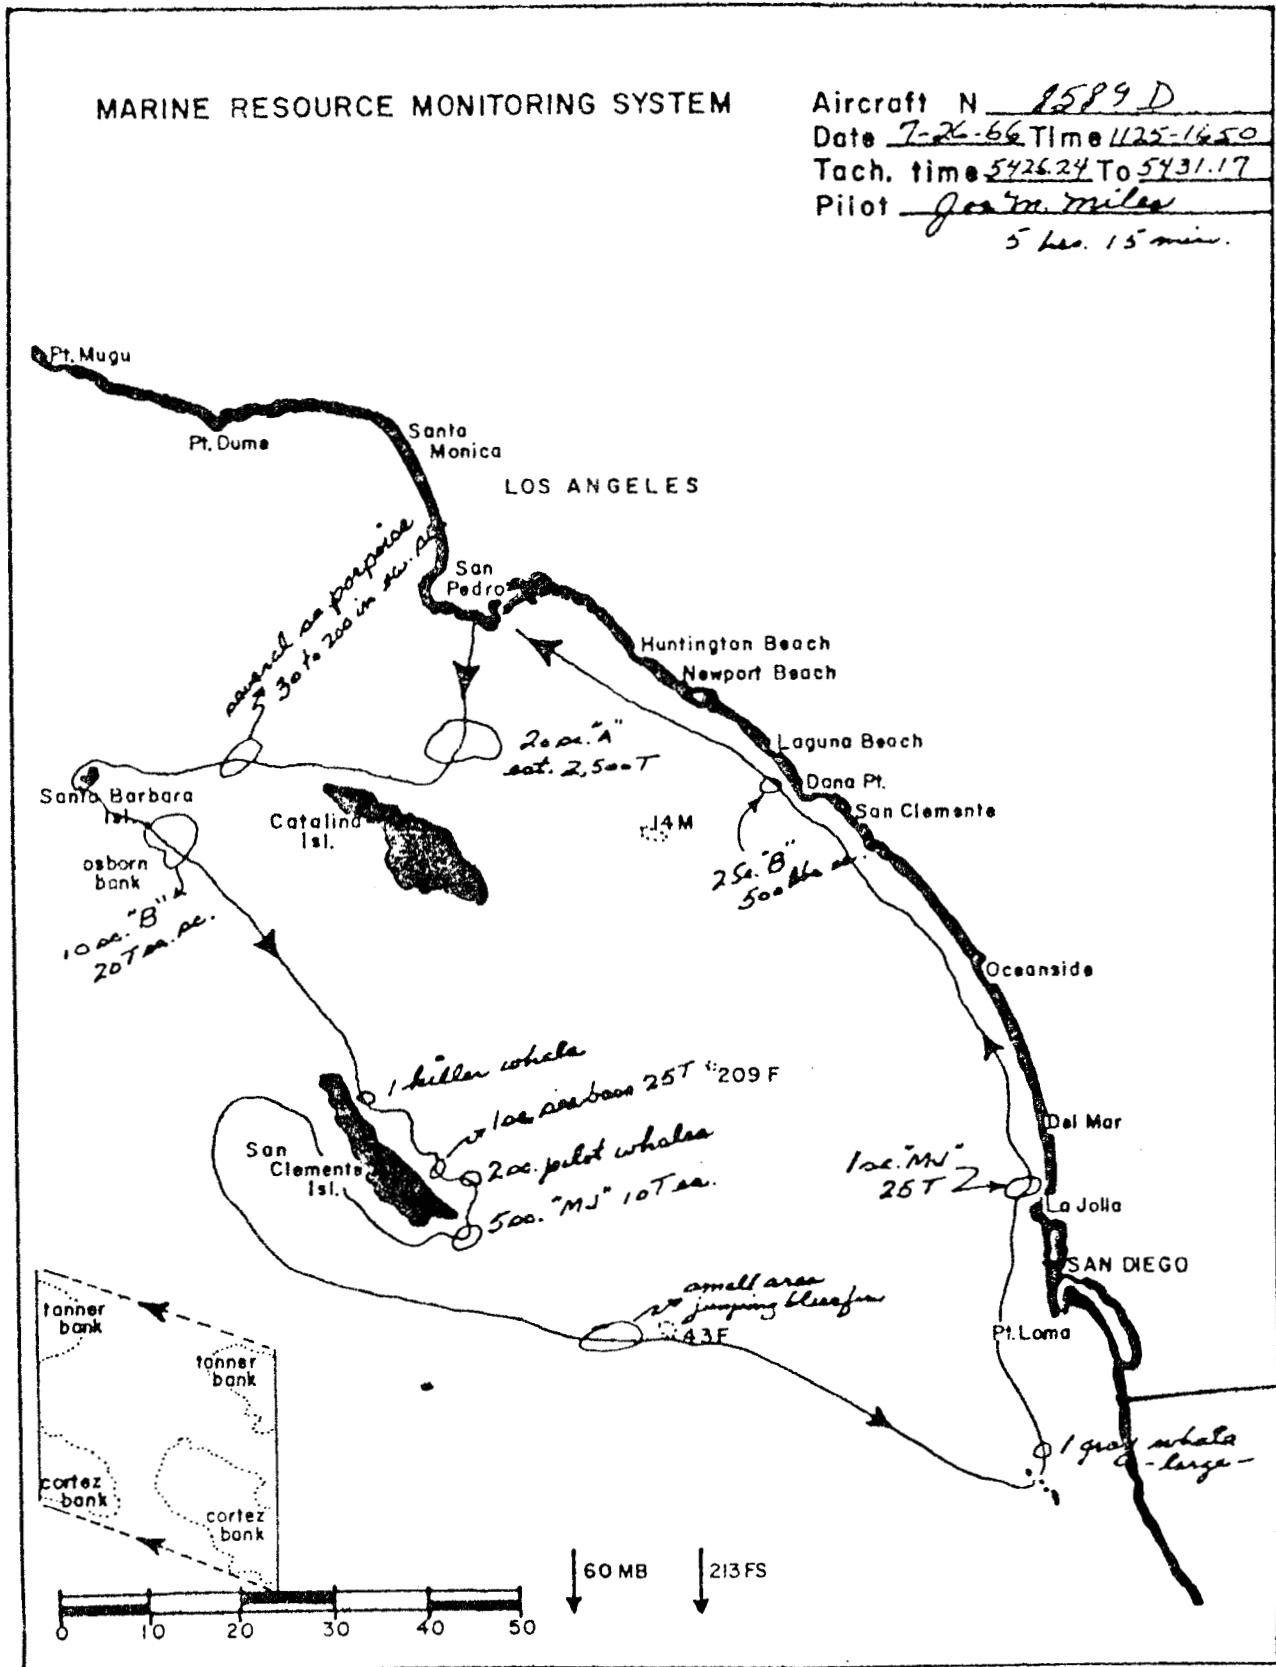 MARINE RESOURCE MONITORING SYSTEM
Aircraft N 8589 D
Date 7-26-66 Time 1125-1650
Tach. time 5426.24 To 5431.17
Pilot Joe M. Miles
5 hrs. 15 min.
Pt. Mugu
Pt. Dume
Santa
Monica
LOS ANGELES
several sc porpoise
30 to 200 in ea. sc.
San
Pedro
Huntington Beach
Newport Beach
Laguna Beach
Dana Pt.
San Clemente
20 sc. "A"
est. 2,500 T
Santa Barbara
Isl.
osborn
bank
10 sc. "B"
20 T ea. sc.
Catalina
Isl.
14 M
2 Sc. "B"
500 lbs ea.
Oceanside
1 killer whale
1 sc. sea bass 25 T
209 F
2 sc. pilot whales
5 sc. "MJ" 10 T ea.
San
Clemente
Isl.
Del Mar
1 sc. "MJ"
25 T
La Jolla
SAN DIEGO
Pt. Loma
small area
jumping bluefin
43 F
1 gray whale
- large -
tanner
bank
tanner
bank
cortez
bank
cortez
bank
60 MB
213 FS
0 10 20 30 40 50